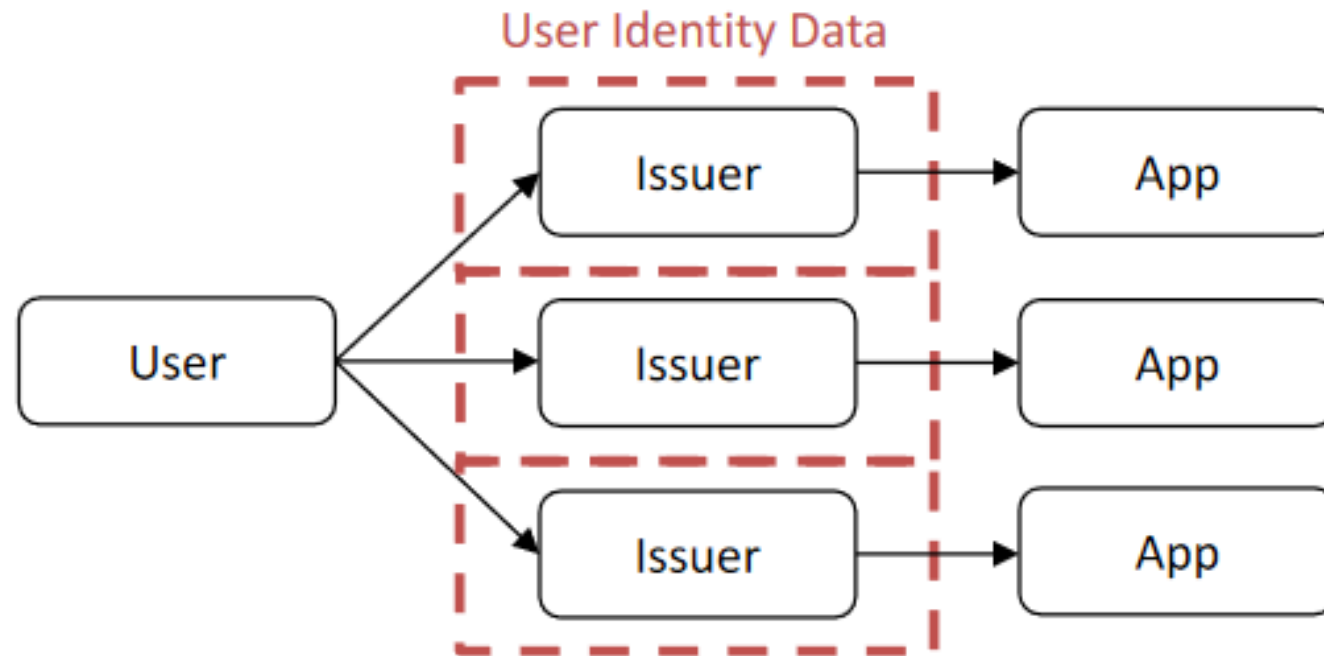 User Identity Data
Issuer
App
User
Issuer
App
Issuer
App